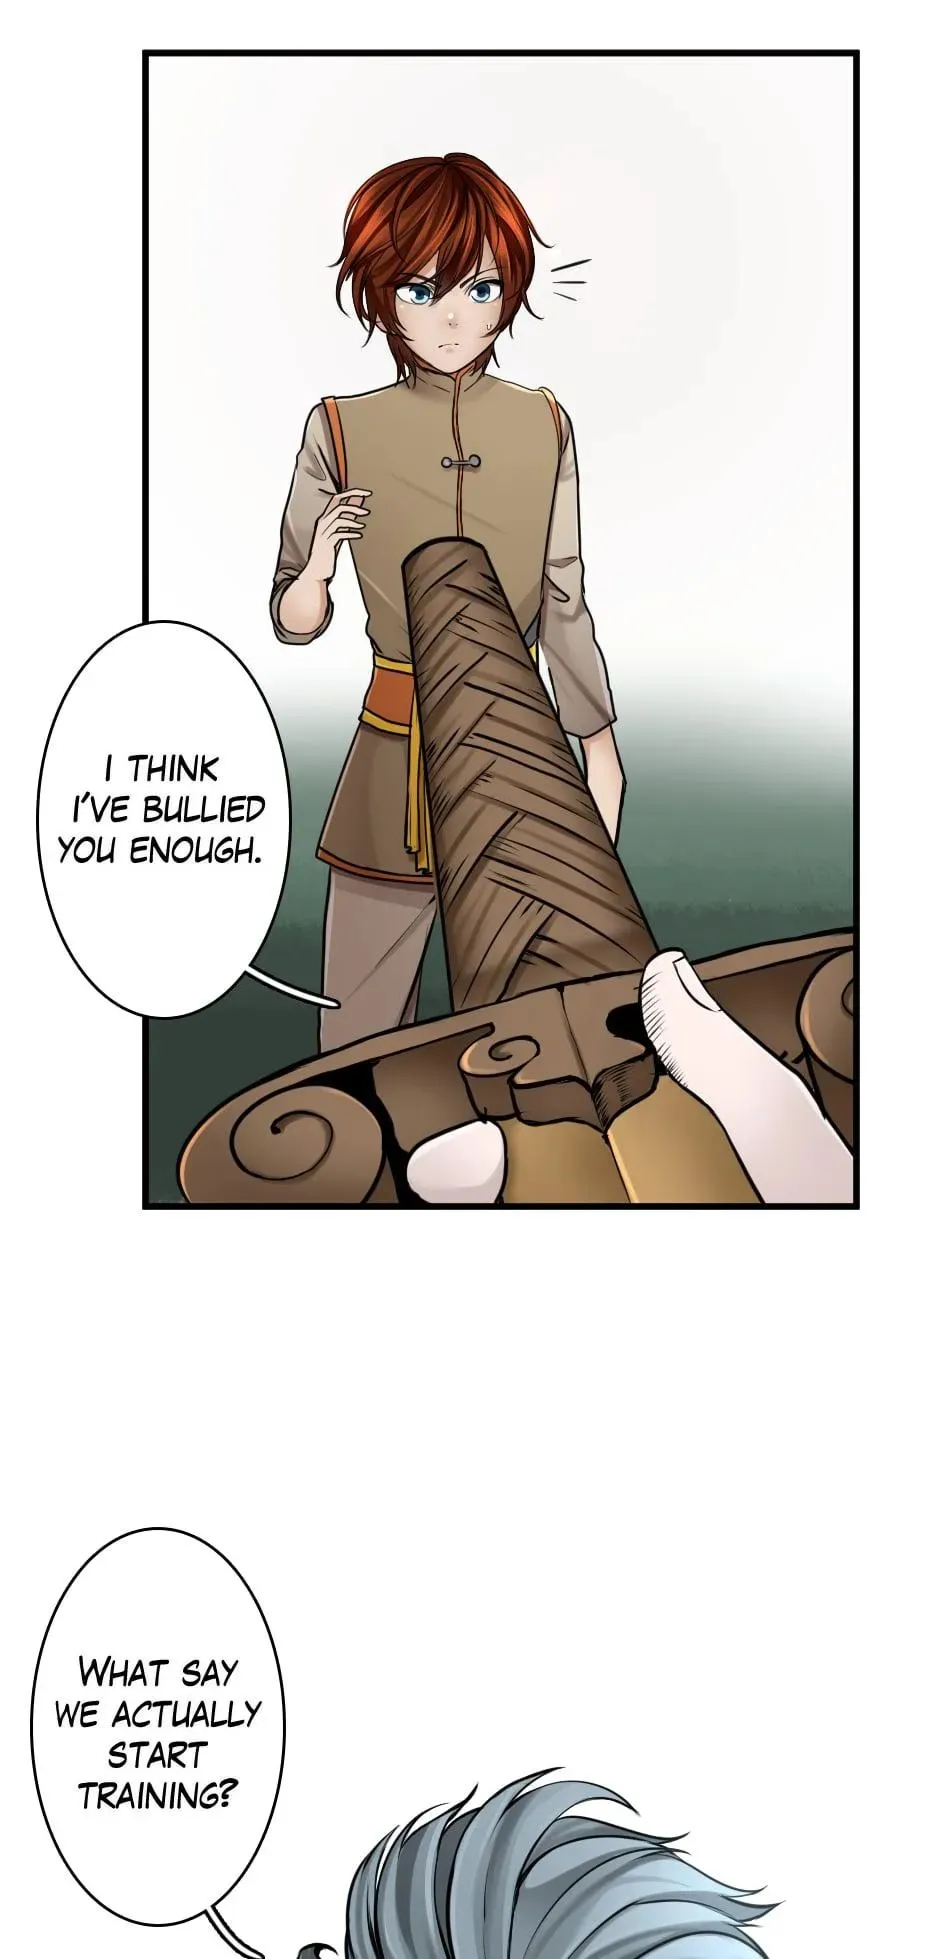 I THINK
I'VE BULLIED
YOU ENOUGH.
WHAT SAY
WE ACTUALLY
START
TRAINING?